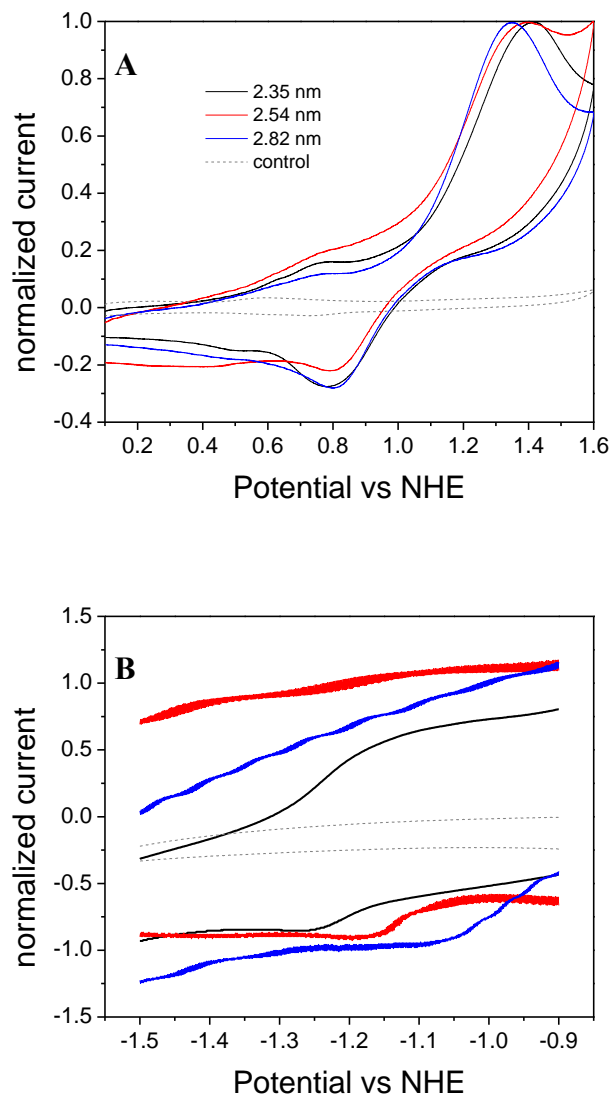 A
2.35 nm
2.54 nm
2.82 nm
control
normalized current
1.0
0.8
0.6
0.4
0.2
0.0
-0.2
-0.4
0.2 0.4 0.6 0.8 1.0 1.2 1.4 1.6
Potential vs NHE
B
normalized current
1.5
1.0
0.5
0.0
-0.5
-1.0
-1.5
-1.5 -1.4 -1.3 -1.2 -1.1 -1.0 -0.9
Potential vs NHE